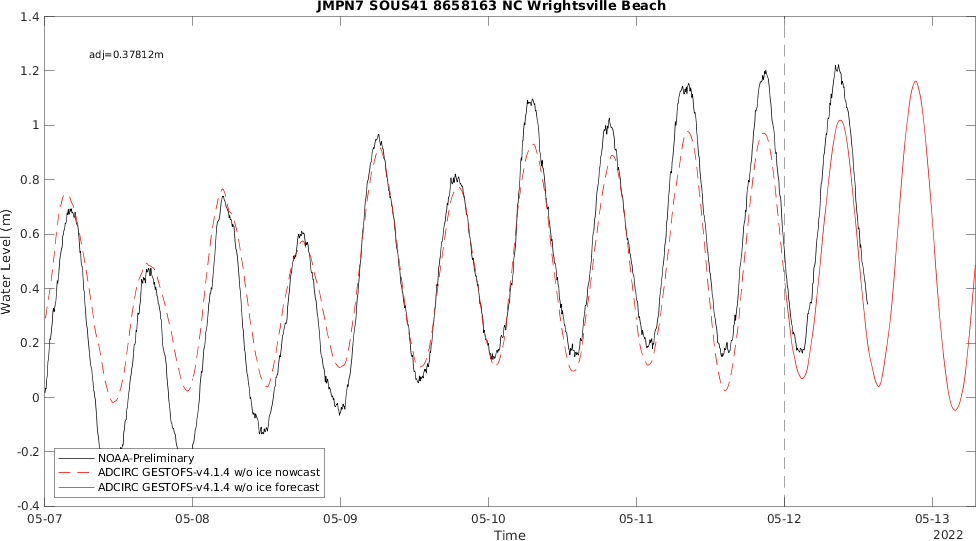 JMPN7 SOUS41 8658163 NC Wrightsville Beach
1.4
adj=0.37812m
1.2
1
0.8
0.6
0.4
0.2
0
-0.2
-0.4
Water Level (m)
NOAA-Preliminary
ADCIRC GESTOFS-v4.1.4 w/o ice nowcast
ADCIRC GESTOFS-v4.1.4 w/o ice forecast
05-07 05-08 05-09 05-10 05-11 05-12 05-13
Time
2022